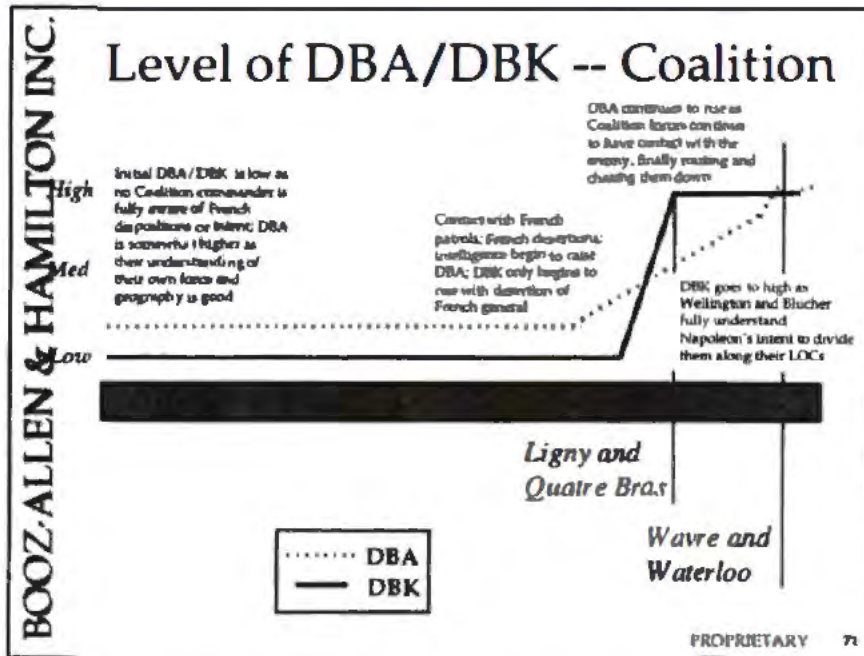 BOOZ·ALLEN & HAMILTON INC.
Level of DBA/DBK -- Coalition
DBA continues to rise as
Coalition forces continue
to have contact with the
enemy, finally routing and
chasing them down
High
Initial DBA/DBK is low as
no Coalition commander is
fully aware of French
dispositions or intent; DBA
is somewhat higher as
their understanding of
their own force and
geography is good
Contact with French
patrols; French desertions;
intelligence begin to raise
DBA; DBK only begins to
rise with desertion of
French general
Med
DBK goes to high as
Wellington and Blucher
fully understand
Napoleon's intent to divide
them along their LOCs
Low
Ligny and
Quatre Bras
Wavre and
Waterloo
DBA
DBK
PROPRIETARY